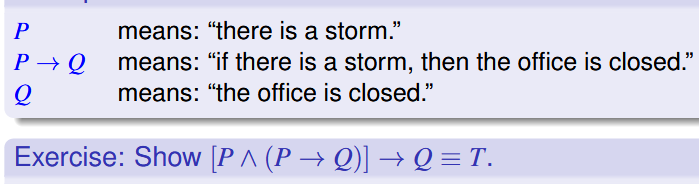 P means: “there is a storm.”
P → Q means: “if there is a storm, then the office is closed.”
Q means: “the office is closed.”
Exercise: Show [P ∧ (P → Q)] → Q ≡ T.